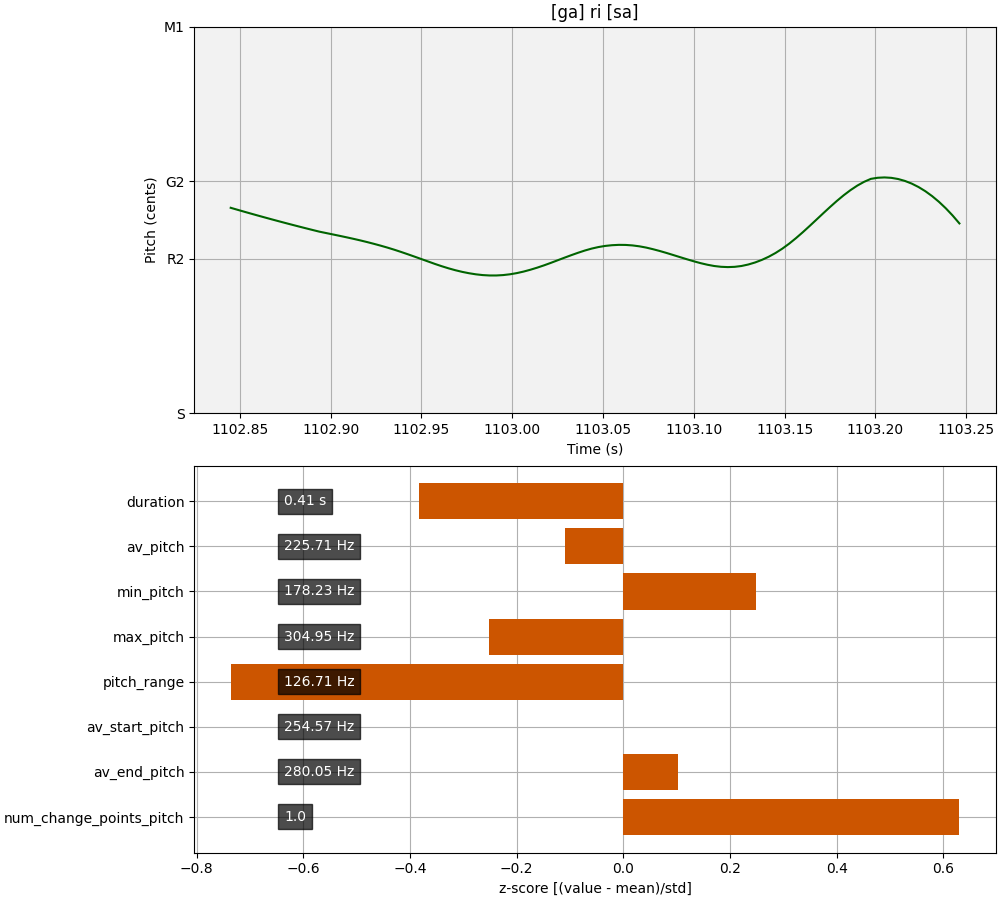 [ga] ri [sa]
M1
G2
R2
S
Pitch (cents)
1102.85 1102.90 1102.95 1103.00 1103.05 1103.10 1103.15 1103.20 1103.25
Time (s)
duration 0.41 s
av_pitch 225.71 Hz
min_pitch 178.23 Hz
max_pitch 304.95 Hz
pitch_range 126.71 Hz
av_start_pitch 254.57 Hz
av_end_pitch 280.05 Hz
num_change_points_pitch 1.0
−0.8 −0.6 −0.4 −0.2 0.0 0.2 0.4 0.6
z-score [(value - mean)/std]